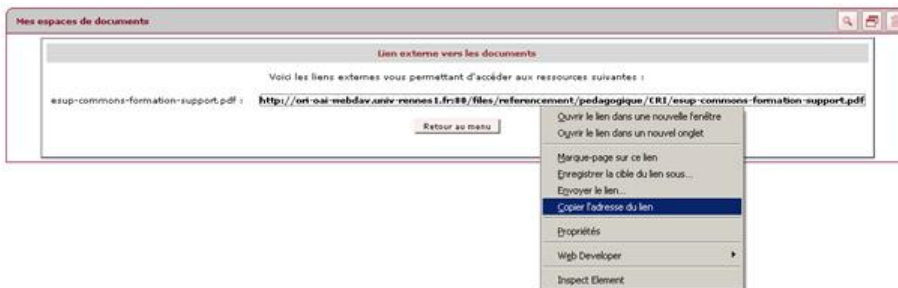 Mes espaces de documents
Lien externe vers les documents
Voici les liens externes vous permettant d'accéder aux ressources suivantes :
esup-commons-formation-support.pdf : http://ori-oai-webdav.univ-rennes1.fr:80/files/referencement/pedagogique/CRI/esup-commons-formation-support.pdf
Retour au menu
Ouvrir le lien dans une nouvelle fenêtre
Ouvrir le lien dans un nouvel onglet
Marque-page sur ce lien
Enregistrer la cible du lien sous...
Envoyer le lien...
Copier l'adresse du lien
Propriétés
Web Developer
Inspect Element